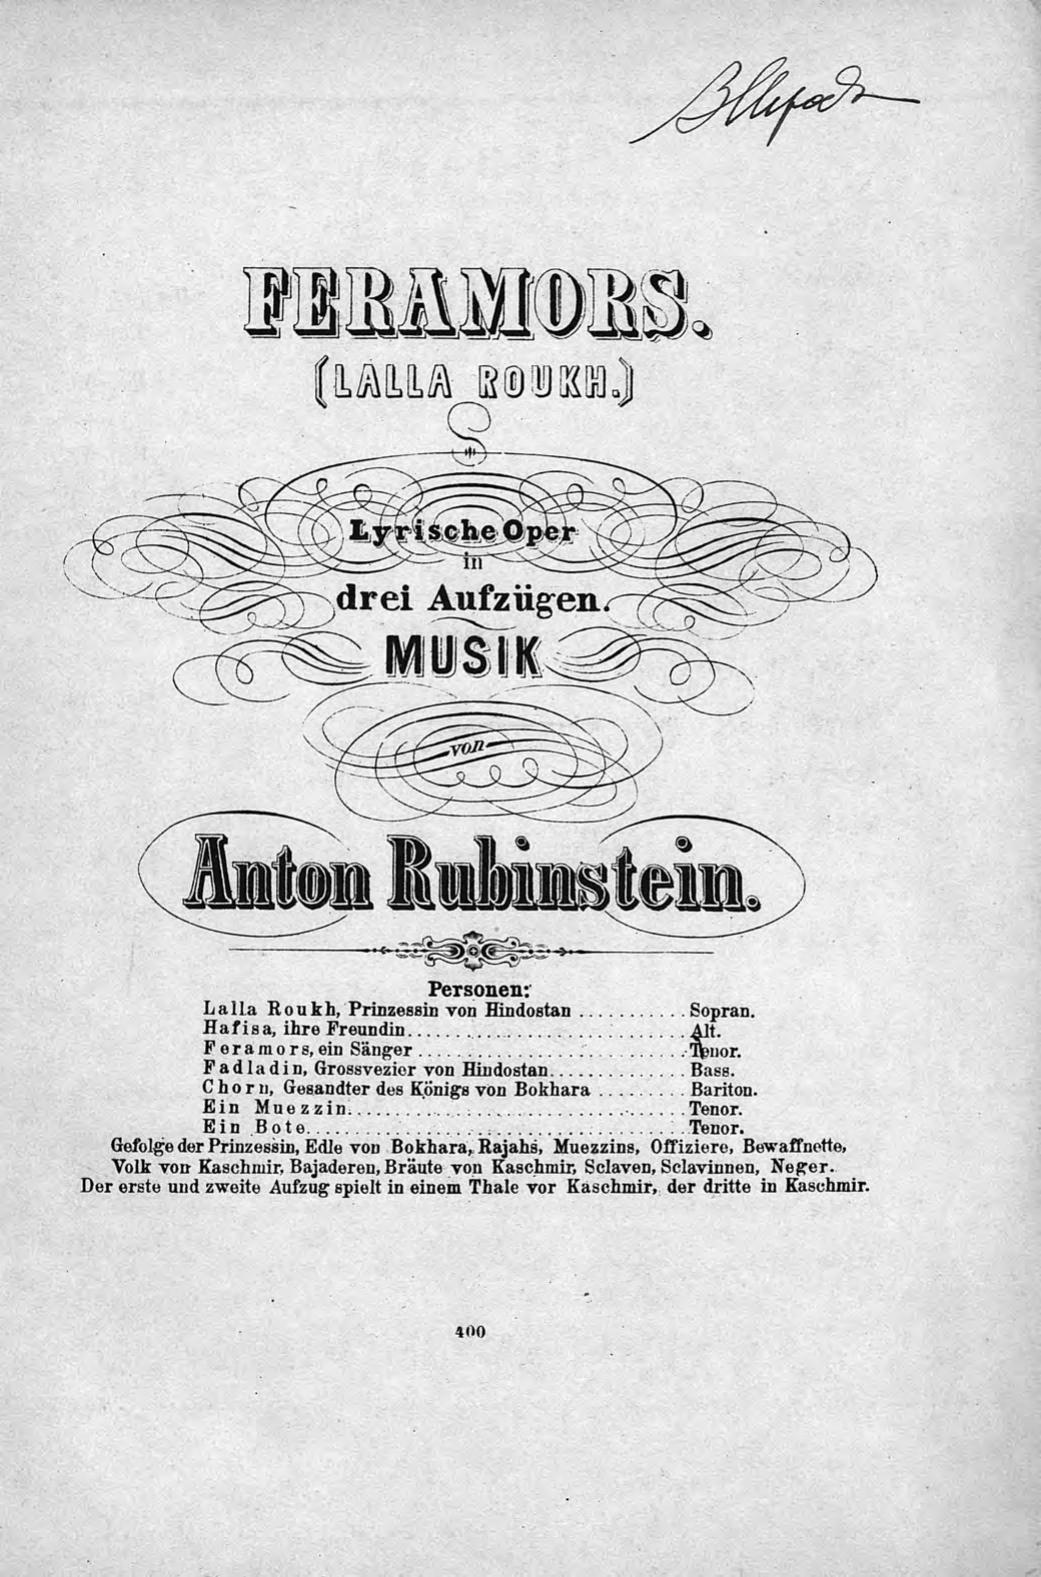 FERAMORS.
(LALLA ROUKH.)
Lyrische Oper
in
drei Aufzügen.
MUSIK
von
Anton Rubinstein.
Personen:
Lalla Roukh, Prinzessin von Hindostan ........... Sopran.
Hafisa, ihre Freundin............................ Alt.
Feramors, ein Sänger ........................... Tenor.
Fadladin, Grossvezier von Hindostan.............. Bass.
Chorn, Gesandter des Königs von Bokhara ......... Bariton.
Ein Muezzin.................................. Tenor.
Ein Bote...................................... Tenor.
Gefolge der Prinzessin, Edle von Bokhara, Rajahs, Muezzins, Offiziere, Bewaffnette,
Volk von Kaschmir, Bajaderen, Bräute von Kaschmir, Sclaven, Sclavinnen, Neger.
Der erste und zweite Aufzug spielt in einem Thale vor Kaschmir, der dritte in Kaschmir.
400